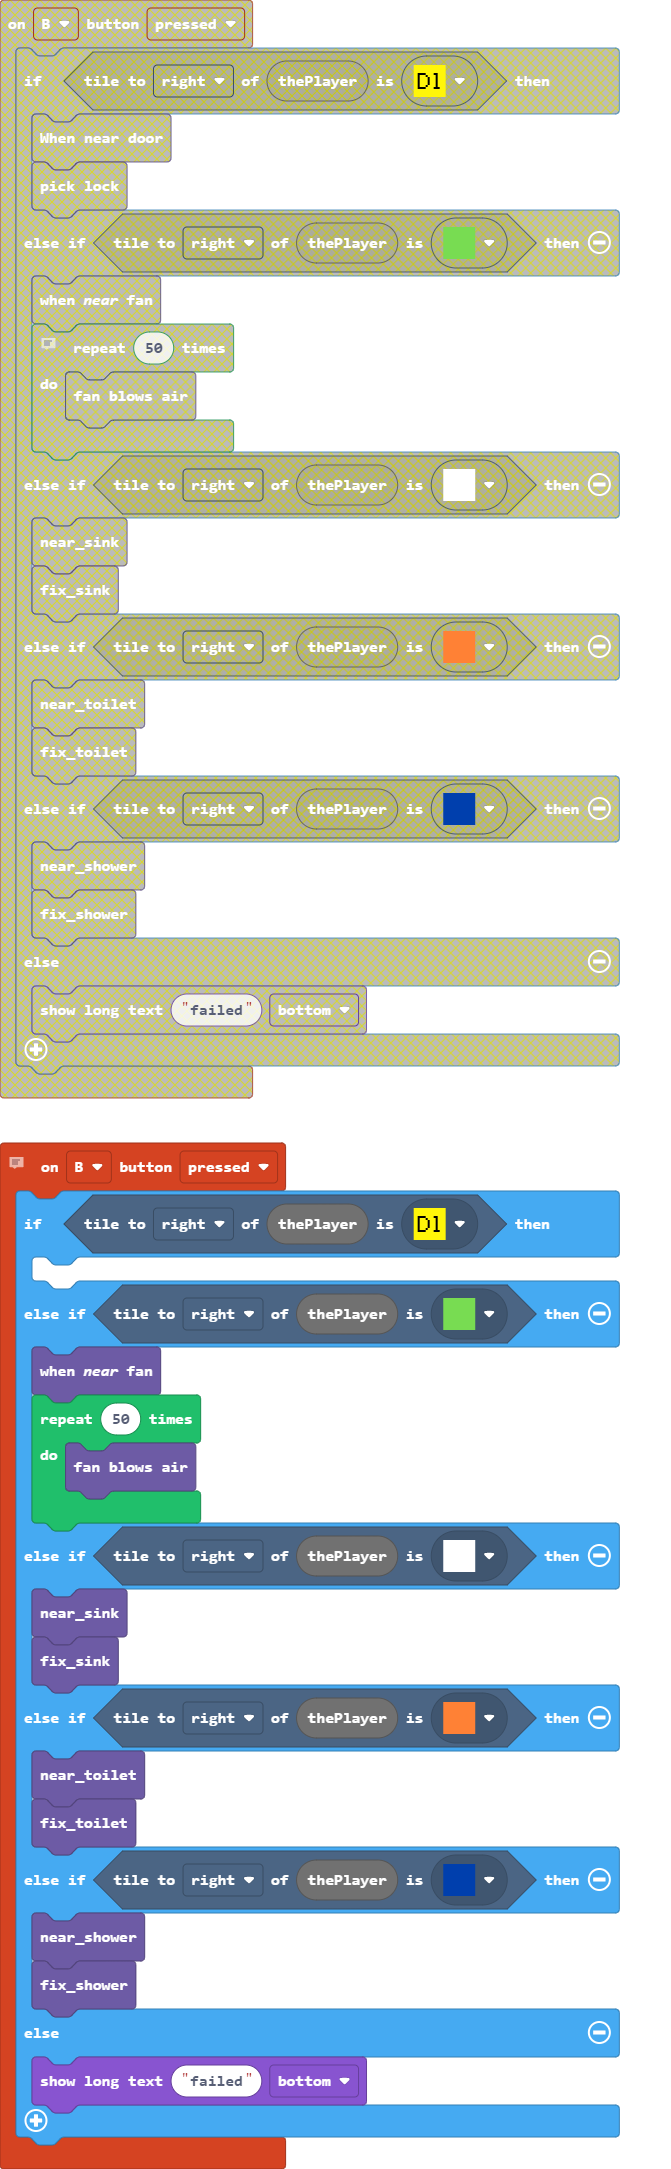 on B button pressed
if tile to right of thePlayer is D1 then
When near door
pick lock
else if tile to right of thePlayer is then
when near fan
repeat 50 times
do
fan blows air
else if tile to right of thePlayer is then
near_sink
fix_sink
else if tile to right of thePlayer is then
near_toilet
fix_toilet
else if tile to right of thePlayer is then
near_shower
fix_shower
else
show long text "failed" bottom
on B button pressed
if tile to right of thePlayer is D1 then
else if tile to right of thePlayer is then
when near fan
repeat 50 times
do
fan blows air
else if tile to right of thePlayer is then
near_sink
fix_sink
else if tile to right of thePlayer is then
near_toilet
fix_toilet
else if tile to right of thePlayer is then
near_shower
fix_shower
else
show long text "failed" bottom